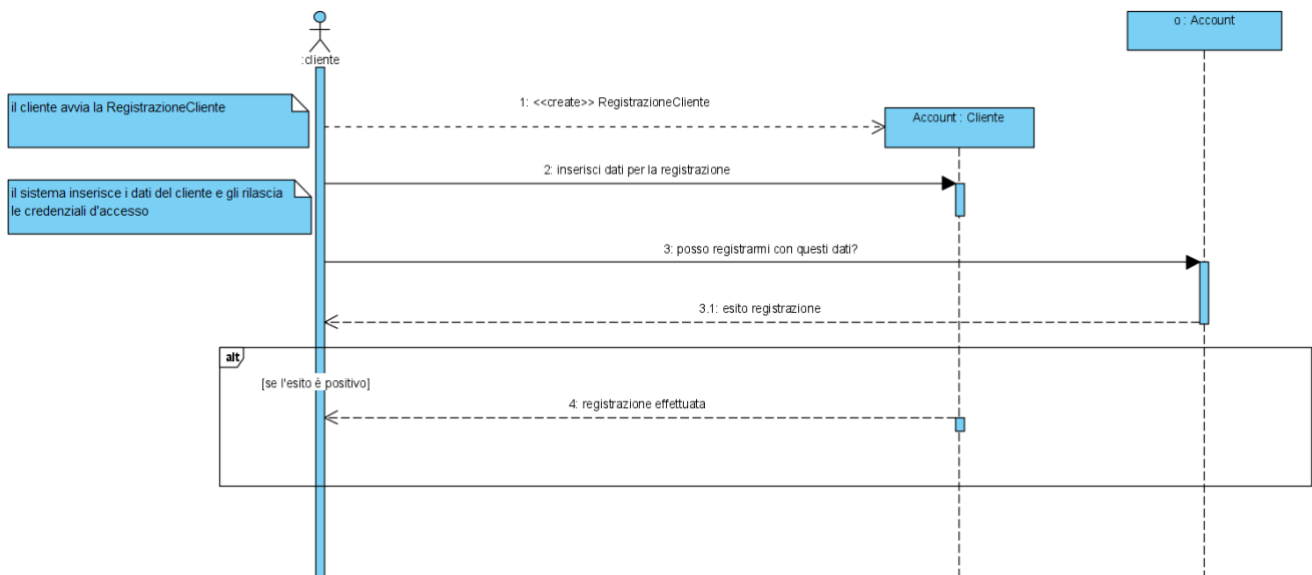 o : Account
:cliente
il cliente avvia la RegistrazioneCliente
1: <<create>> RegistrazioneCliente
Account : Cliente
2: inserisci dati per la registrazione
il sistema inserisce i dati del cliente e gli rilascia
le credenziali d'accesso
3: posso registrarmi con questi dati?
3.1: esito registrazione
alt
[se l'esito è positivo]
4: registrazione effettuata